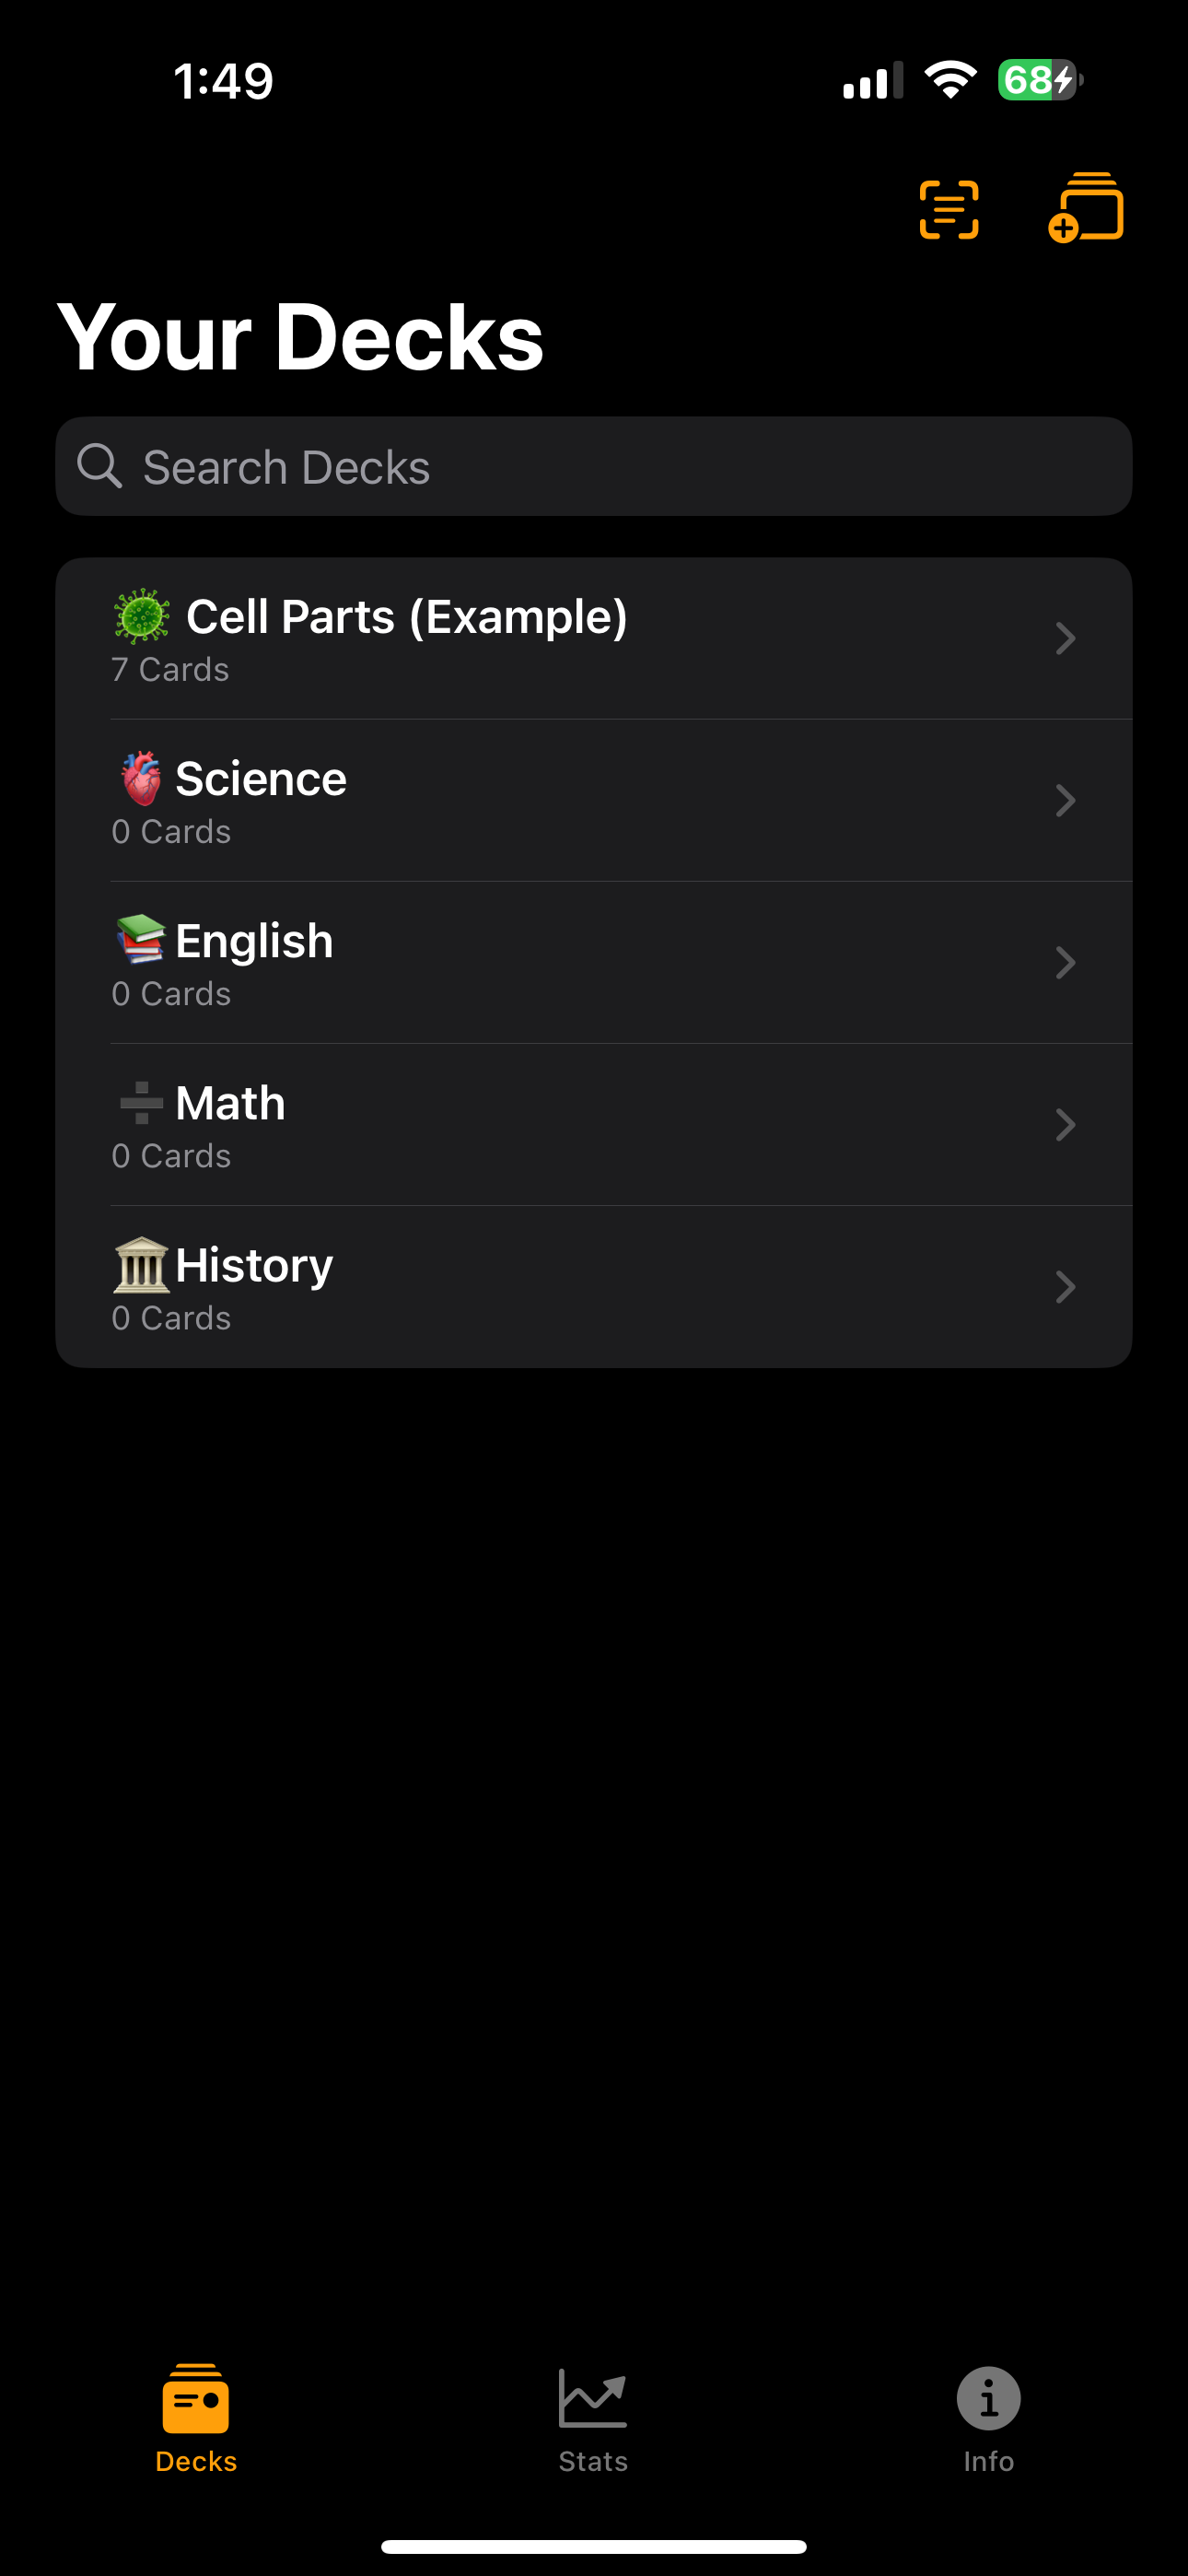 1:49
68
Your Decks
Search Decks
🦠 Cell Parts (Example)
7 Cards
🫀Science
0 Cards
📚English
0 Cards
➗Math
0 Cards
🏛️History
0 Cards
Decks
Stats
Info